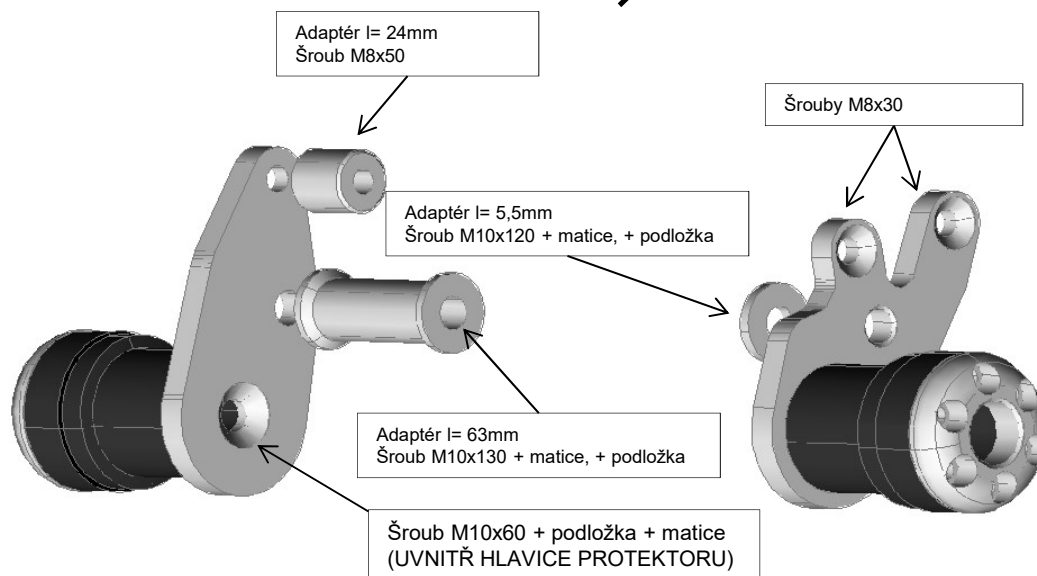 Adaptér l= 24mm
Šroub M8x50
Šrouby M8x30
Adaptér l= 5,5mm
Šroub M10x120 + matice, + podložka
Adaptér l= 63mm
Šroub M10x130 + matice, + podložka
Šroub M10x60 + podložka + matice
(UVNITŘ HLAVICE PROTEKTORU)